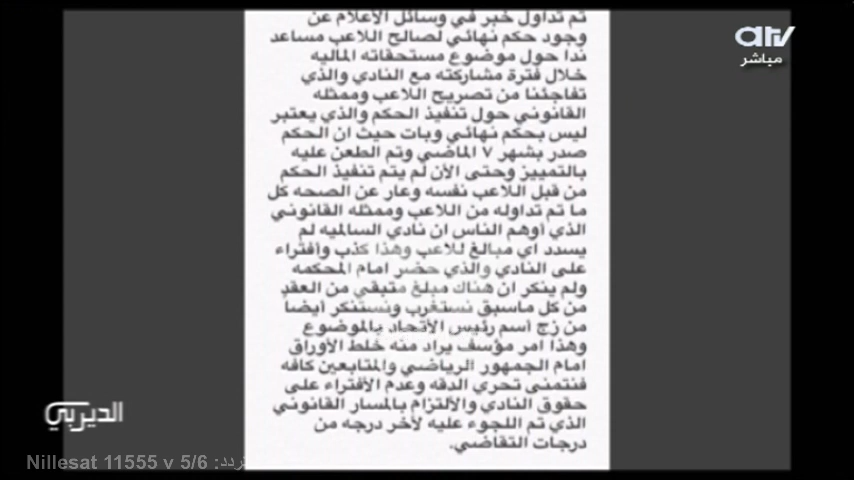 تم تداول خبر في وسائل الأعلام عن
وجود حكم نهائي لصالح اللاعب مساعد
ندا حول موضوع مستحقاته الماليه
خلال فترة مشاركته مع النادي والذي
تفاجئنا من تصريح اللاعب وممثله
القانوني حول تنفيذ الحكم والذي يعتبر
ليس بحكم نهائي وبات حيث ان الحكم
صدر بشهر ٧ الماضي وتم الطعن عليه
بالتمييز وحتى الأن لم يتم تنفيذ الحكم
من قبل اللاعب نفسه وعار عن الصحه كل
ما تم تداوله من اللاعب وممثله القانوني
الذي أوهم الناس ان نادي السالميه لم
يسدد اي مبالغ للاعب وهذا كذب وأفتراء
على النادي والذي حضر امام المحكمه
ولم ينكر ان هناك مبلغ متبقي من العقد
من كل ماسبق نستغرب ونستنكر أيضاً
من زج أسم رئيس الأتحاد بالموضوع
وهذا امر مؤسف يراد منه خلط الأوراق
امام الجمهور الرياضي والمتابعين كافه
فنتمنى تحري الدقه وعدم الأفتراء على
حقوق النادي والألتزام بالمسار القانوني
الذي تم اللجوء عليه لأخر درجه من
درجات التقاضي.
atv
مباشر
الديربي
تردد: Nillesat 11555 v 5/6